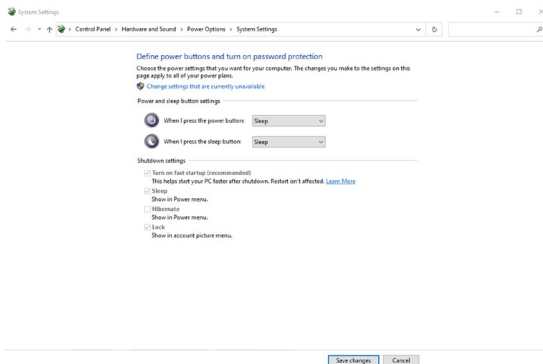 System Settings
Control Panel › Hardware and Sound › Power Options › System Settings
Define power buttons and turn on password protection
Choose the power settings that you want for your computer. The changes you make to the settings on this
page apply to all of your power plans.
Change settings that are currently unavailable
Power and sleep button settings
When I press the power button: Sleep
When I press the sleep button: Sleep
Shutdown settings
Turn on fast startup (recommended)
This helps start your PC faster after shutdown. Restart isn't affected. Learn More
Sleep
Show in Power menu.
Hibernate
Show in Power menu.
Lock
Show in account picture menu.
Save changes Cancel